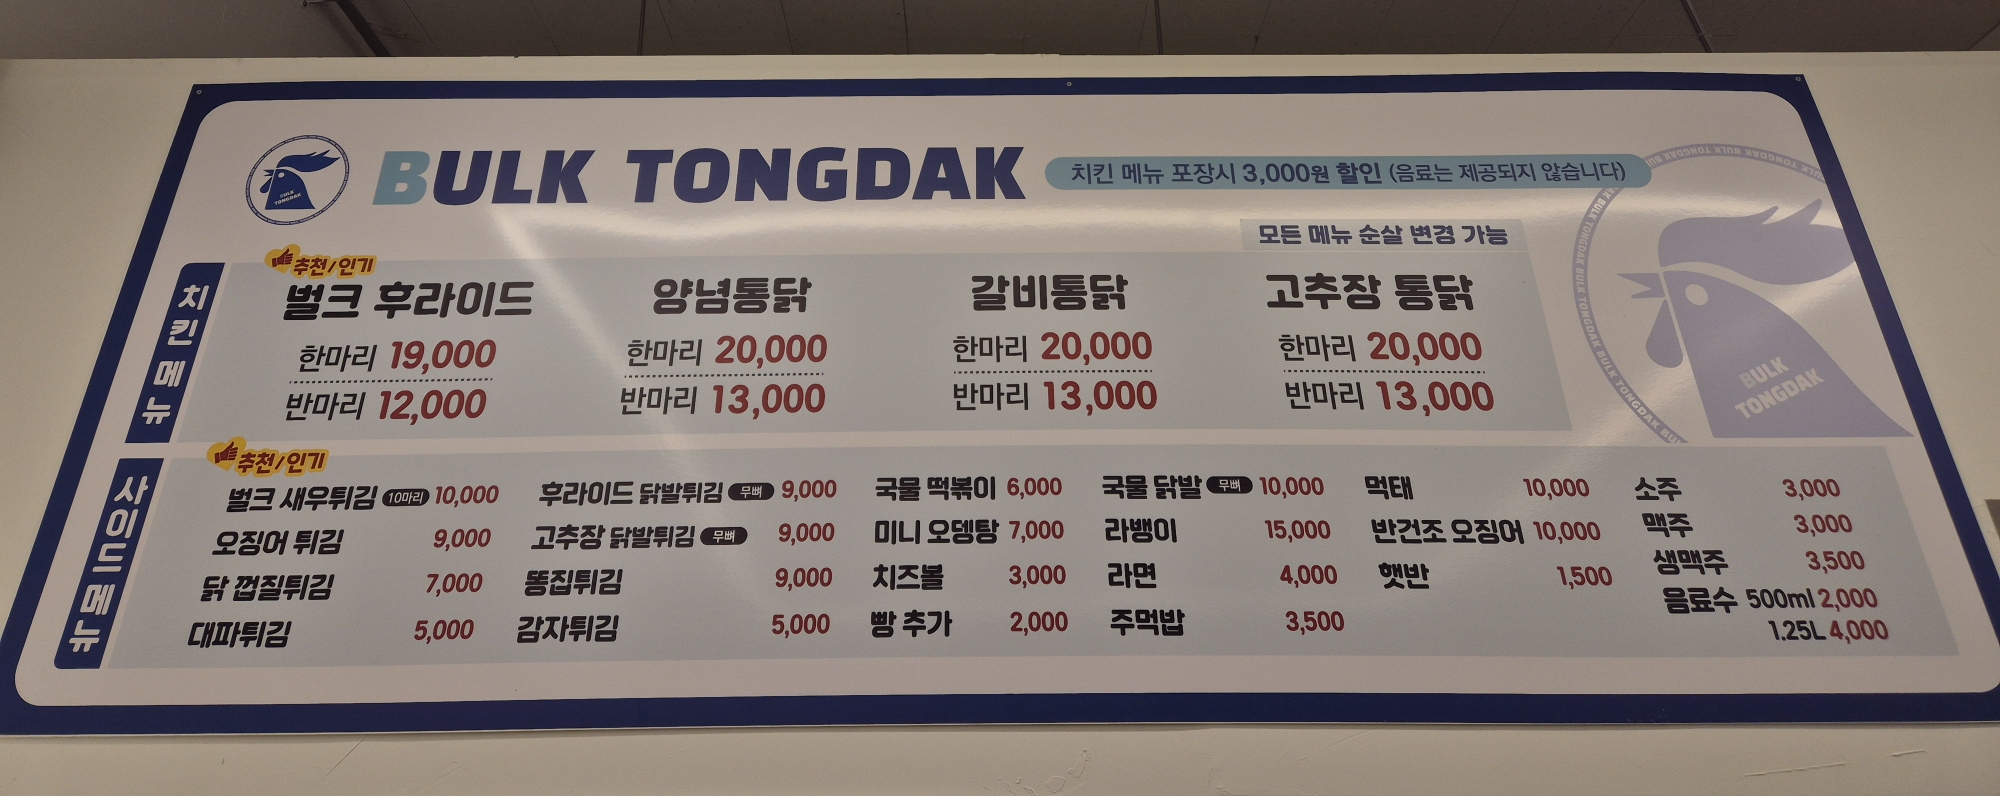 BULK TONGDAK
BULK TONGDAK
치킨 메뉴 포장시 3,000원 할인 (음료는 제공되지 않습니다)
모든 메뉴 순살 변경 가능
치킨 메뉴
추천/인기
벌크 후라이드
한마리 19,000
반마리 12,000
양념통닭
한마리 20,000
반마리 13,000
갈비통닭
한마리 20,000
반마리 13,000
고추장 통닭
한마리 20,000
반마리 13,000
BULK TONGDAK BULK TONGDAK BULK TONGDAK
BULK
TONGDAK
사이드 메뉴
추천/인기
벌크 새우튀김 10마리 10,000
오징어 튀김 9,000
닭 껍질튀김 7,000
대파튀김 5,000
후라이드 닭발튀김 무뼈 9,000
고추장 닭발튀김 무뼈 9,000
똥집튀김 9,000
감자튀김 5,000
국물 떡볶이 6,000
미니 오뎅탕 7,000
치즈볼 3,000
빵 추가 2,000
국물 닭발 무뼈 10,000
라뱅이 15,000
라면 4,000
주먹밥 3,500
먹태 10,000
반건조 오징어 10,000
햇반 1,500
소주 3,000
맥주 3,000
생맥주 3,500
음료수 500ml 2,000
1.25L 4,000